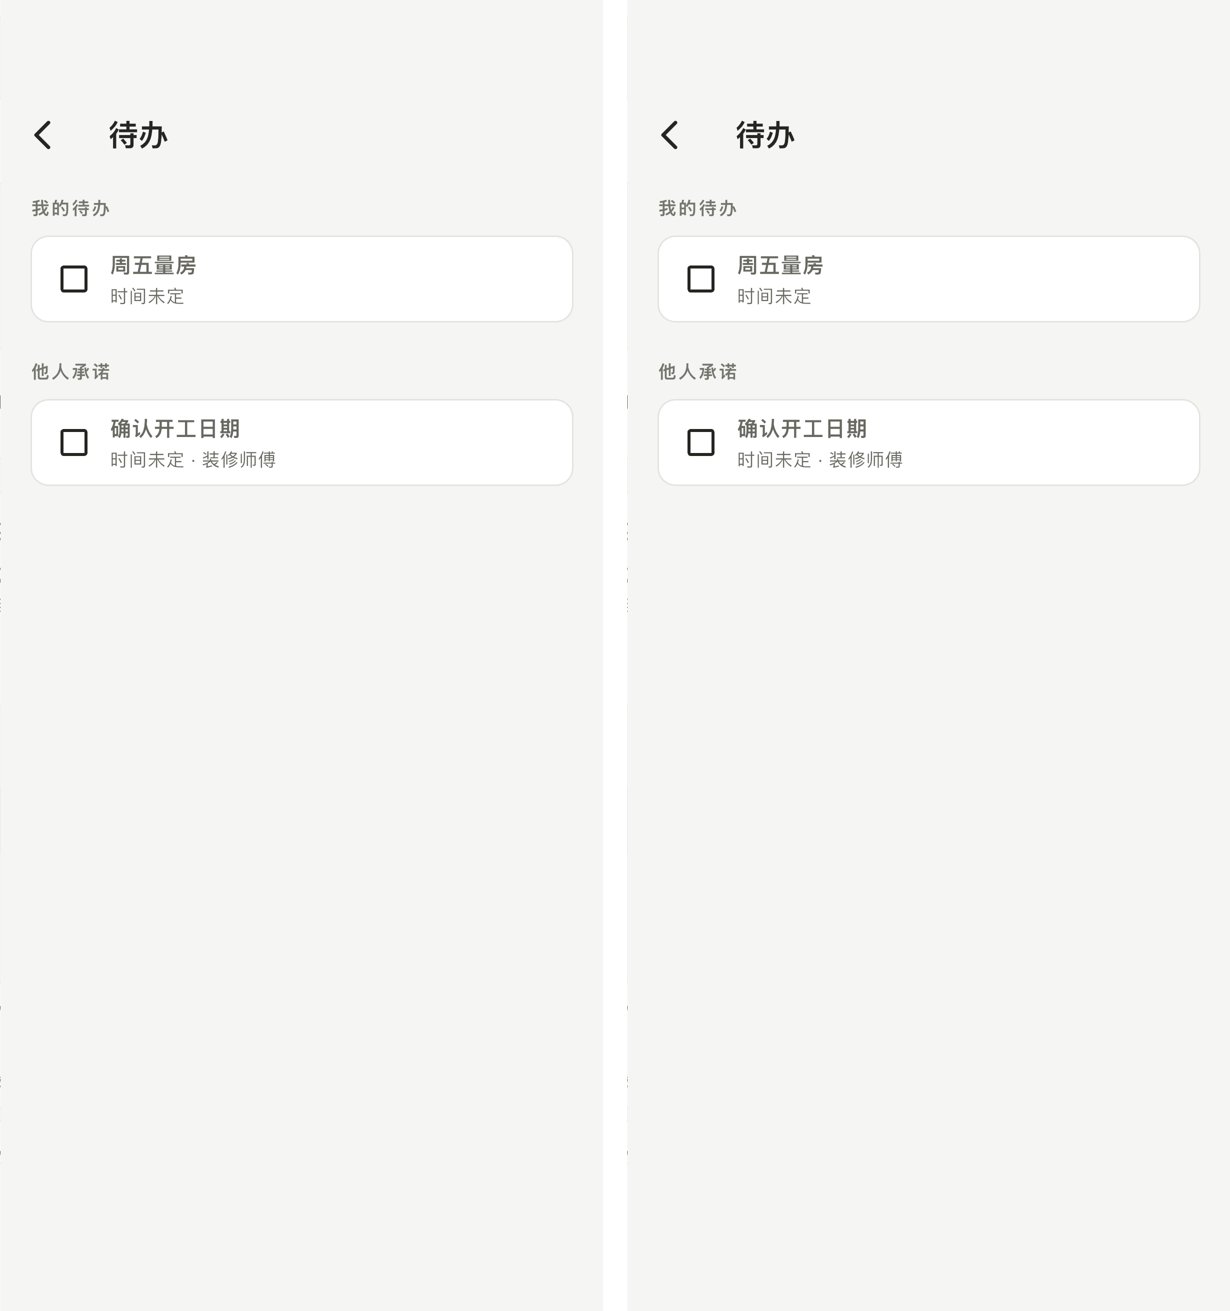 待办
我的待办
周五量房
时间未定
他人承诺
确认开工日期
时间未定 · 装修师傅
待办
我的待办
周五量房
时间未定
他人承诺
确认开工日期
时间未定 · 装修师傅